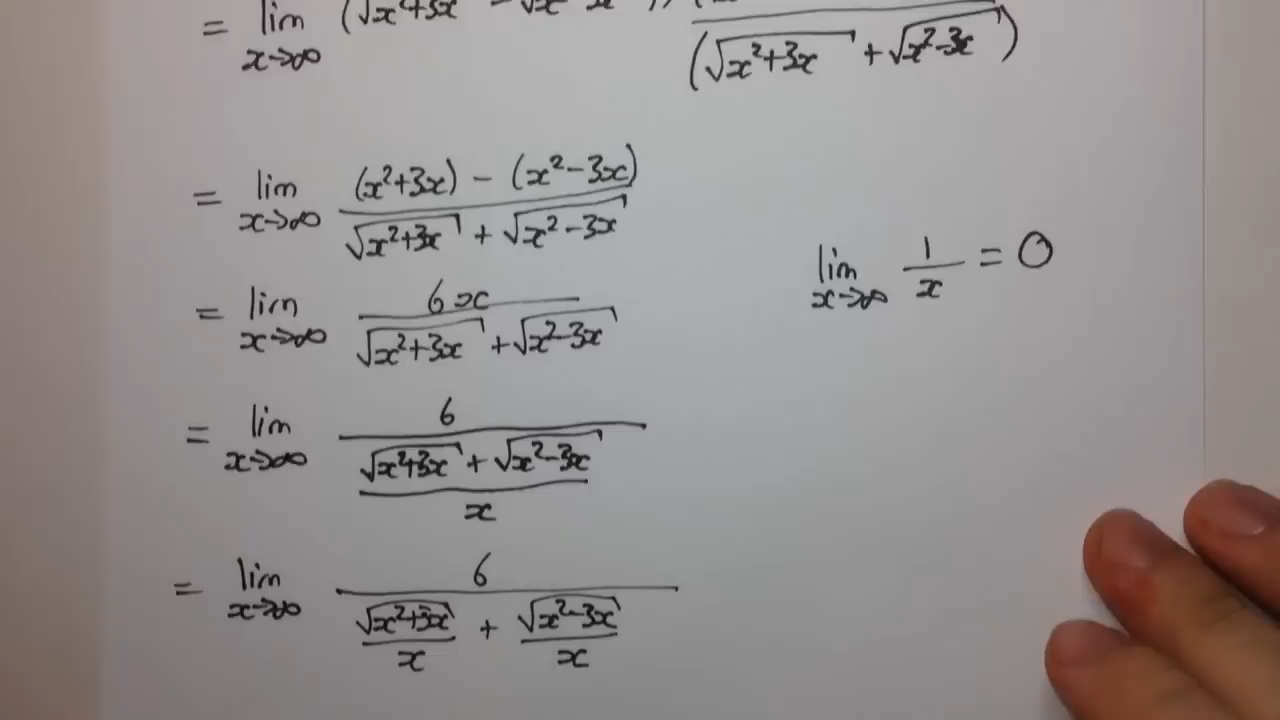 = lim x→∞ (√x²+3x - √x²
(√x²+3x + √x²-3x)
= lim x→∞ (x²+3x) - (x²-3x) / √x²+3x + √x²-3x
lim x→∞ 1/x = 0
= lim x→∞ 6x / √x²+3x + √x²-3x
= lim x→∞ 6 / √x²+3x + √x²-3x / x
= lim x→∞ 6 / √x²+3x / x + √x²-3x / x